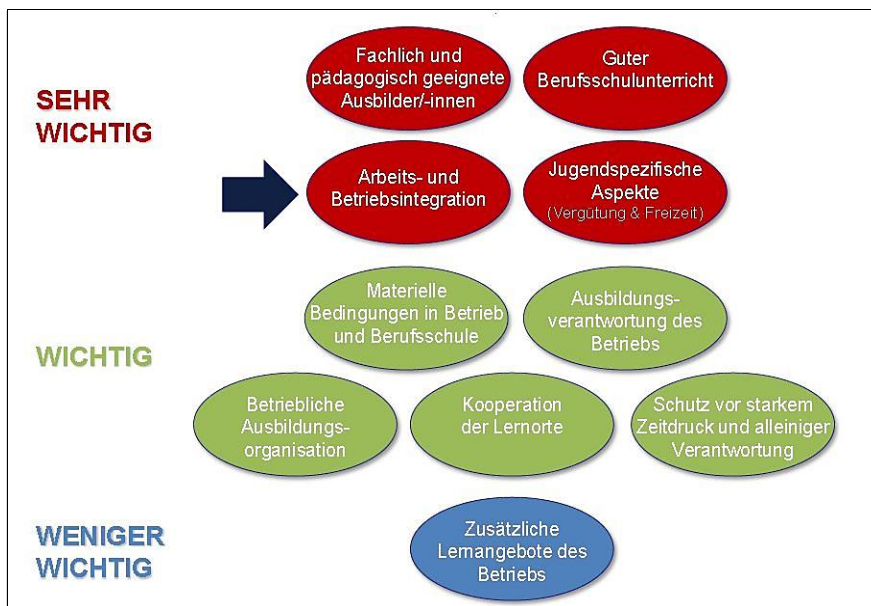 SEHR
WICHTIG
Fachlich und
pädagogisch geeignete
Ausbilder/-innen
Guter
Berufsschulunterricht
Arbeits- und
Betriebsintegration
Jugendspezifische
Aspekte
(Vergütung & Freizeit)
WICHTIG
Materielle
Bedingungen in Betrieb
und Berufsschule
Ausbildungs-
verantwortung des
Betriebs
Betriebliche
Ausbildungs-
organisation
Kooperation
der Lernorte
Schutz vor starkem
Zeitdruck und alleiniger
Verantwortung
WENIGER
WICHTIG
Zusätzliche
Lernangebote des
Betriebs